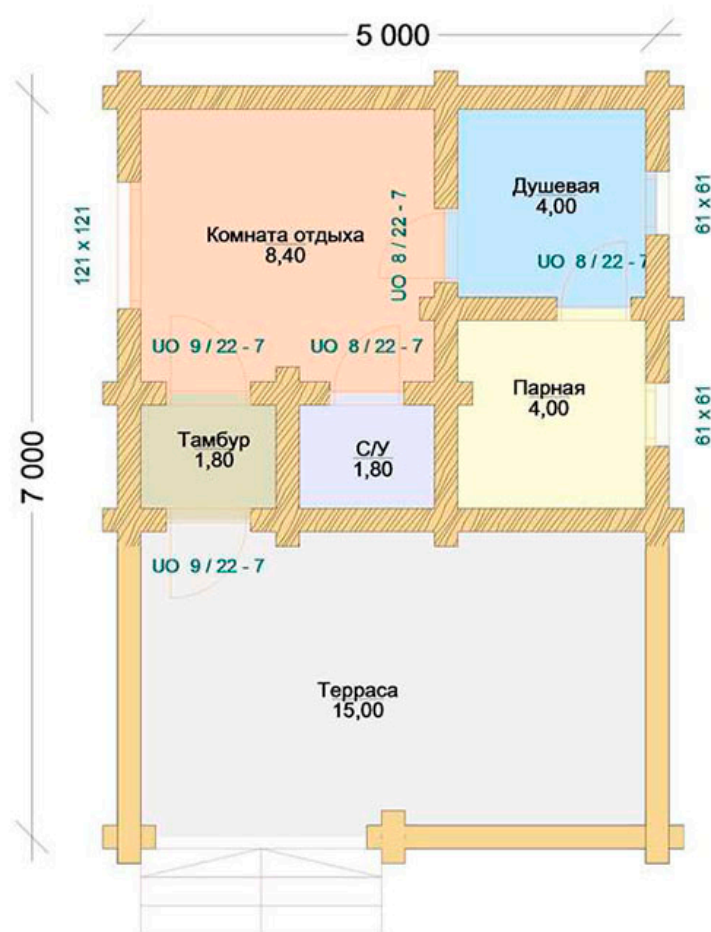 5 000
7 000
121 x 121
Комната отдыха
8,40
UO 8 / 22 - 7
Душевая
4,00
61 x 61
UO 8 / 22 - 7
UO 9 / 22 - 7
UO 8 / 22 - 7
Парная
4,00
61 x 61
Тамбур
1,80
С/У
1,80
UO 9 / 22 - 7
Терраса
15,00